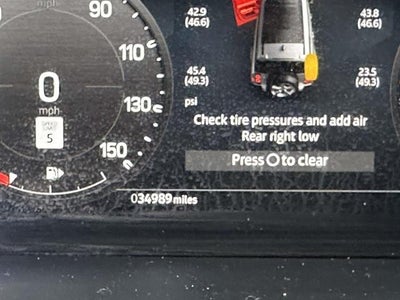 90
42.9
(46.6)
43.8
(46.6)
110
45.4
(49.3)
23.5
(49.3)
0
mph
130
psi
Check tire pressures and add air
Rear right low
SPEED LIMIT
5
150
Press O to clear
034989 miles